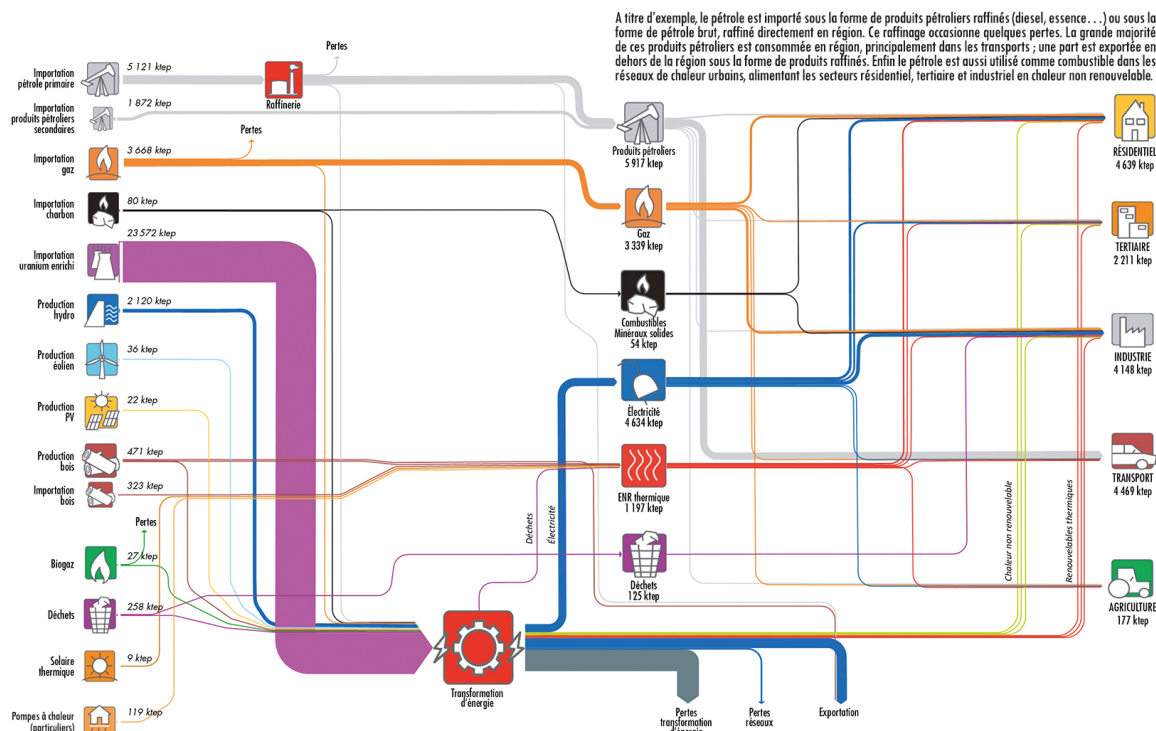 A titre d'exemple, le pétrole est importé sous la forme de produits pétroliers raffinés (diesel, essence...) ou sous la
forme de pétrole brut, raffiné directement en région. Ce raffinage occasionne quelques pertes. La grande majorité
de ces produits pétroliers est consommée en région, principalement dans les transports ; une part est exportée en
dehors de la région sous la forme de produits raffinés. Enfin le pétrole est aussi utilisé comme combustible dans les
réseaux de chaleur urbains, alimentant les secteurs résidentiel, tertiaire et industriel en chaleur non renouvelable.
Importation
pétrole primaire
5 121 ktep
Raffinerie
Pertes
Importation
produits pétroliers
secondaires
1 872 ktep
Importation
gaz
3 668 ktep
Pertes
Importation
charbon
80 ktep
Importation
uranium enrichi
23 572 ktep
Production
hydro
2 120 ktep
Production
éolien
36 ktep
Production
PV
22 ktep
Production
bois
471 ktep
Importation
bois
323 ktep
Pertes
Biogaz
27 ktep
Déchets
258 ktep
Solaire
thermique
9 ktep
Pompes à chaleur
(particuliers)
119 ktep
Transformation
d'énergie
Déchets
Électricité
Produits pétroliers
5 917 ktep
Gaz
3 339 ktep
Combustibles
Minéraux solides
54 ktep
Électricité
4 634 ktep
ENR thermique
1 197 ktep
Déchets
125 ktep
Pertes
transformation
d'énergie
Pertes
réseaux
Exportation
Chaleur non renouvelable
Renouvelables thermiques
RÉSIDENTIEL
4 639 ktep
TERTIAIRE
2 211 ktep
INDUSTRIE
4 148 ktep
TRANSPORT
4 469 ktep
AGRICULTURE
177 ktep